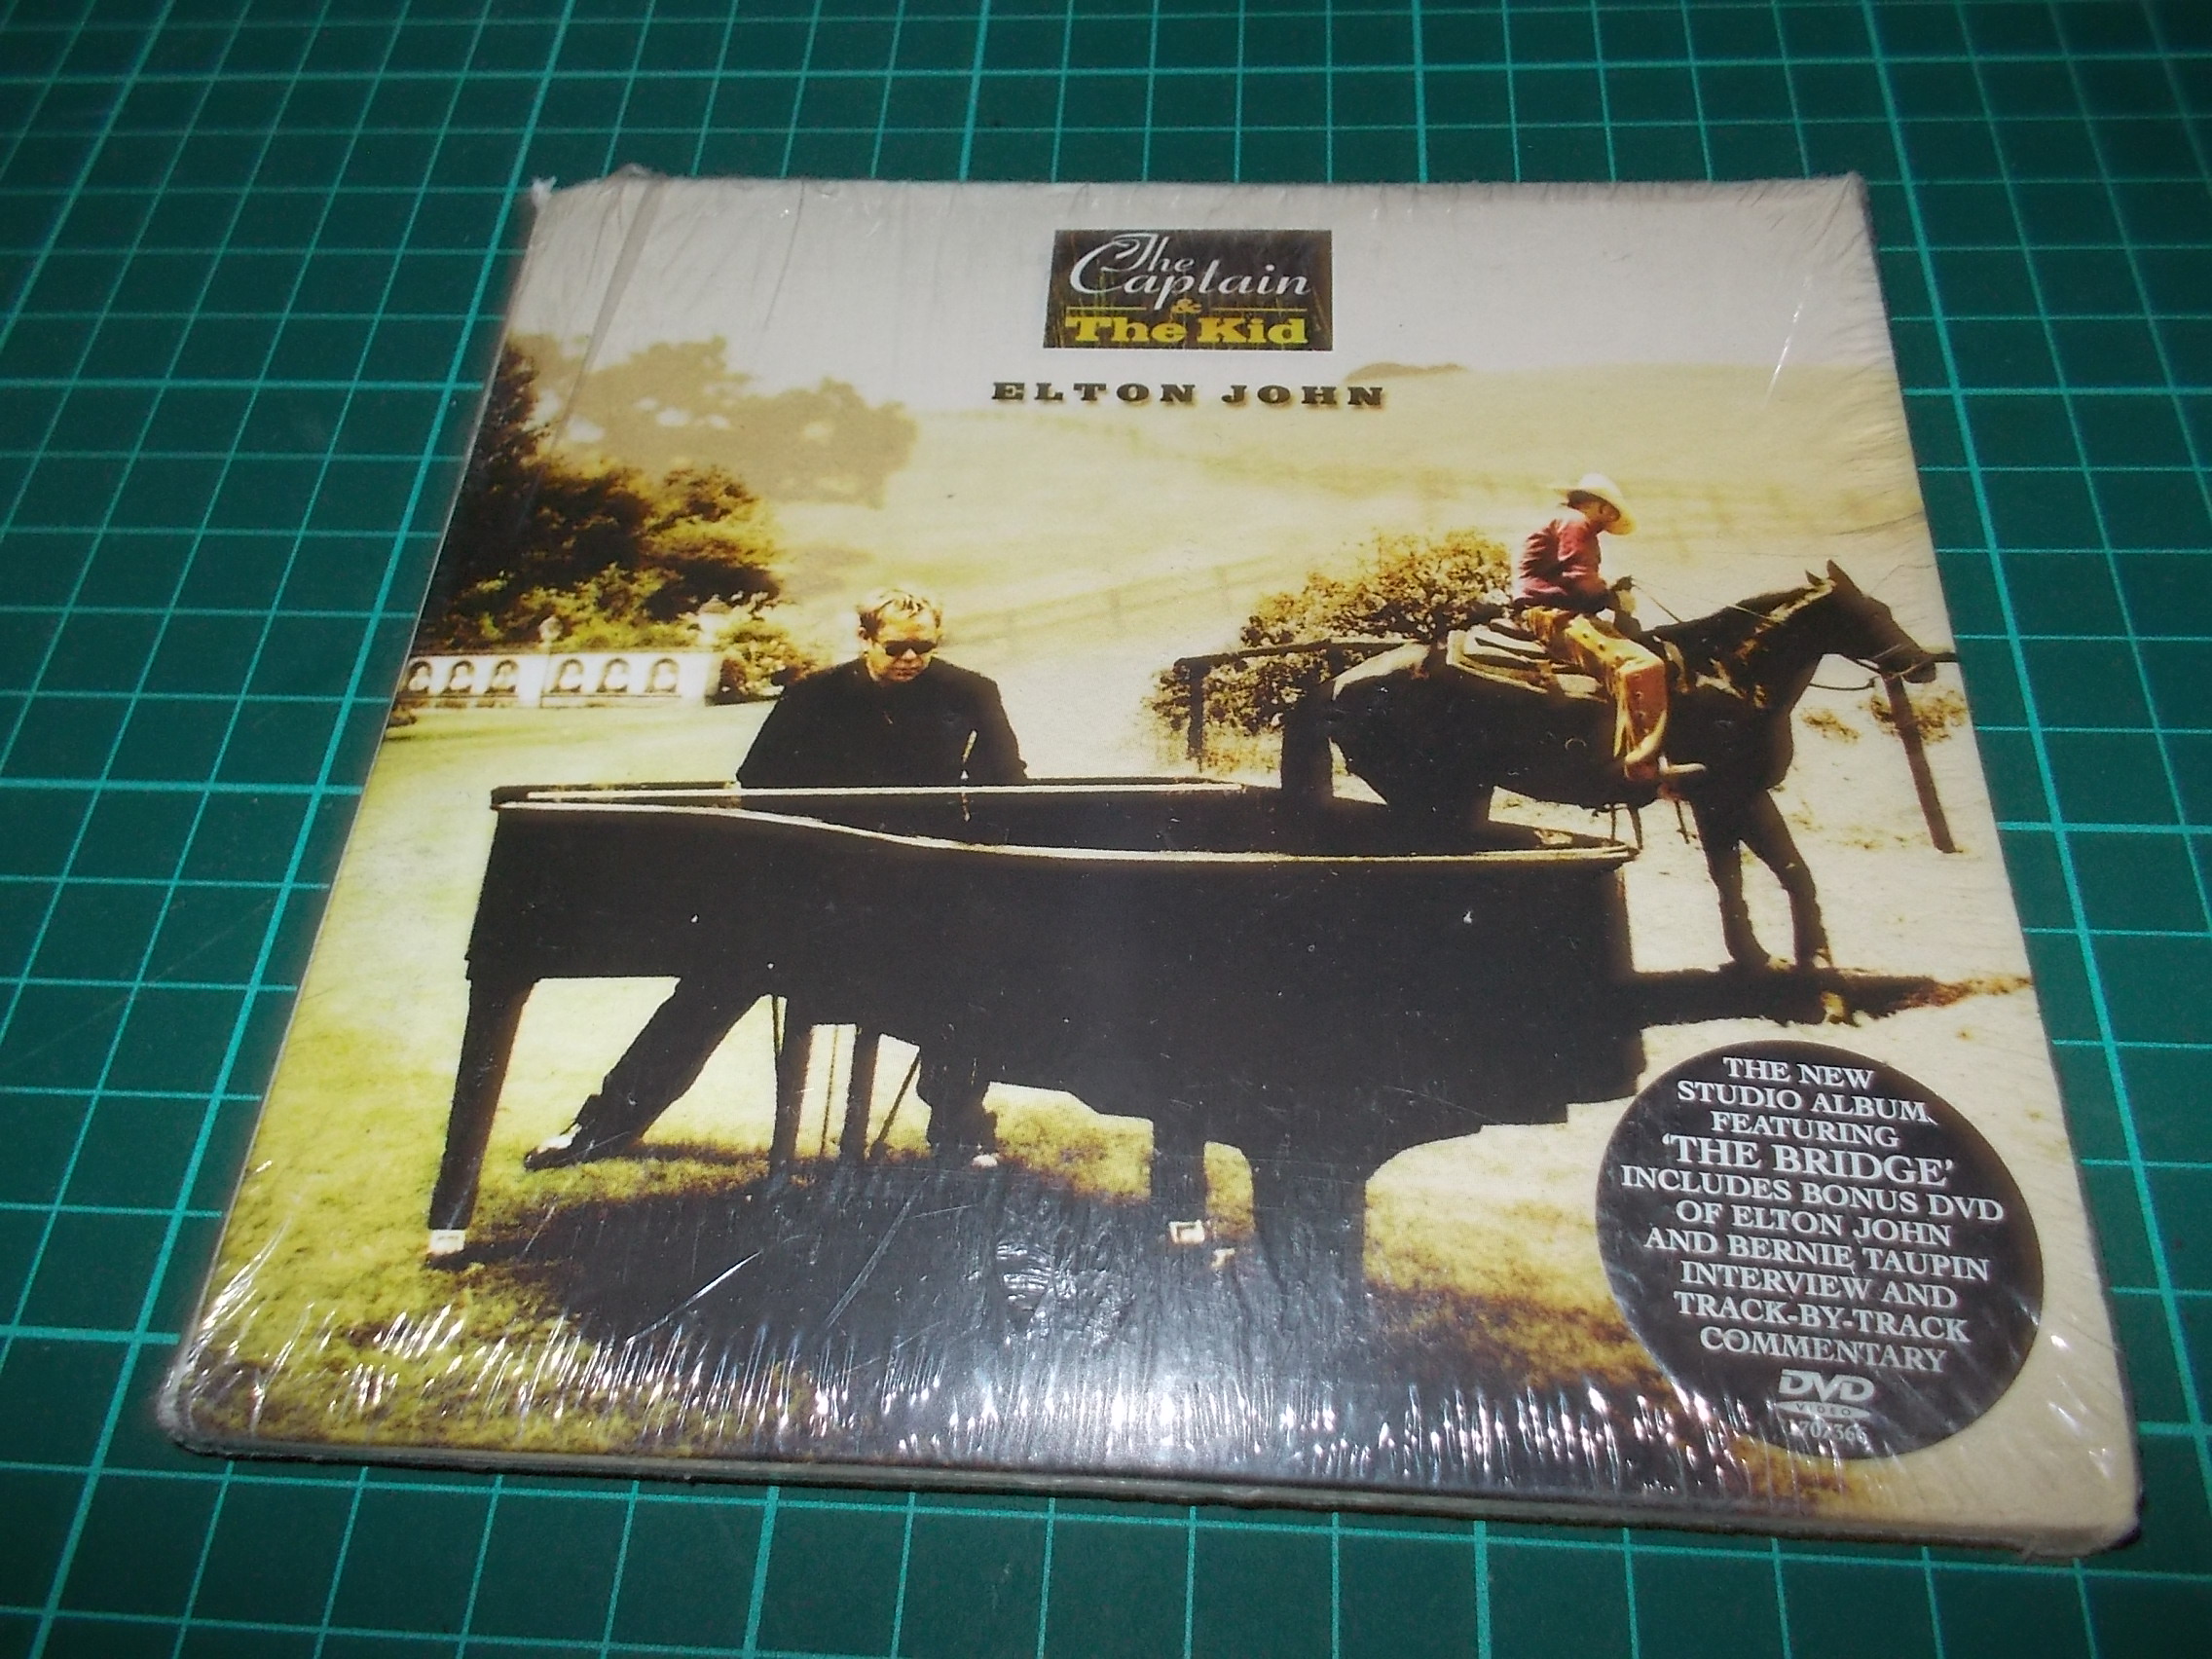 The
Captain
&
The Kid
ELTON JOHN
THE NEW
STUDIO ALBUM
FEATURING
‘THE BRIDGE’
INCLUDES BONUS DVD
OF ELTON JOHN
AND BERNIE TAUPIN
INTERVIEW AND
TRACK-BY-TRACK
COMMENTARY
DVD
VIDEO